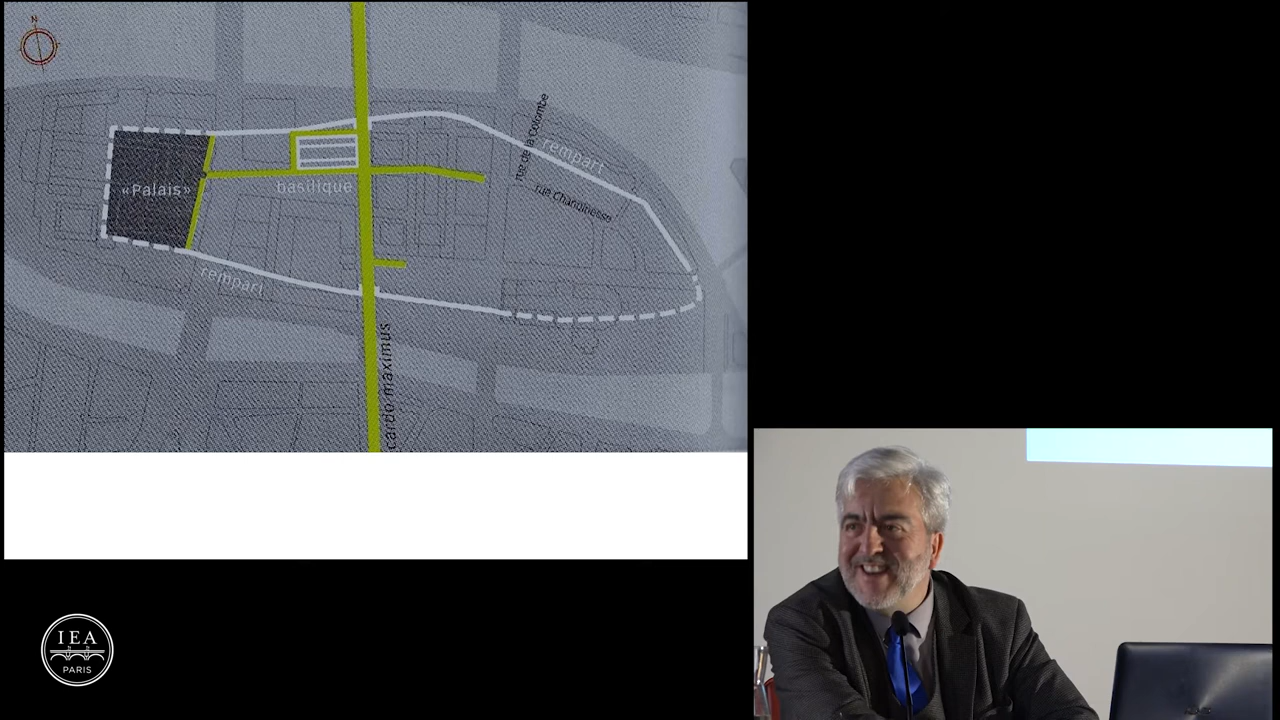 N
rue de la Colombe
rempart
«Palais»
basilique
rue Chanoinesse
rempart
cardo maximus
IEA
PARIS